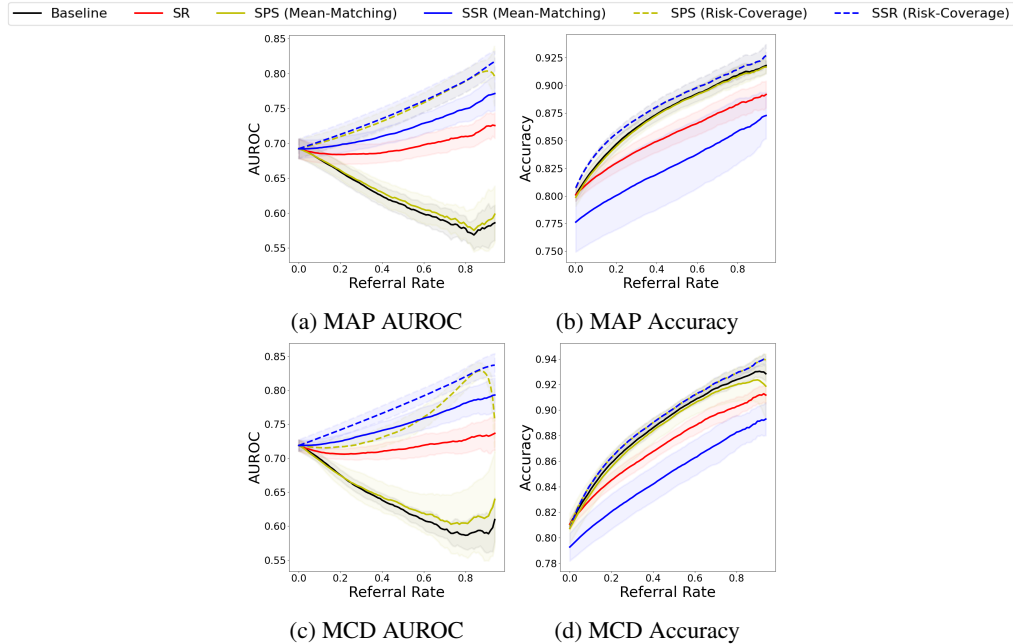 Baseline SR SPS (Mean-Matching) SSR (Mean-Matching) SPS (Risk-Coverage) SSR (Risk-Coverage)
0.85
0.80
0.75
0.70
0.65
0.60
0.55
AUROC
0.0 0.2 0.4 0.6 0.8
Referral Rate
(a) MAP AUROC
0.925
0.900
0.875
0.850
0.825
0.800
0.775
0.750
Accuracy
0.0 0.2 0.4 0.6 0.8
Referral Rate
(b) MAP Accuracy
0.85
0.80
0.75
0.70
0.65
0.60
0.55
AUROC
0.0 0.2 0.4 0.6 0.8
Referral Rate
(c) MCD AUROC
0.94
0.92
0.90
0.88
0.86
0.84
0.82
0.80
0.78
Accuracy
0.0 0.2 0.4 0.6 0.8
Referral Rate
(d) MCD Accuracy